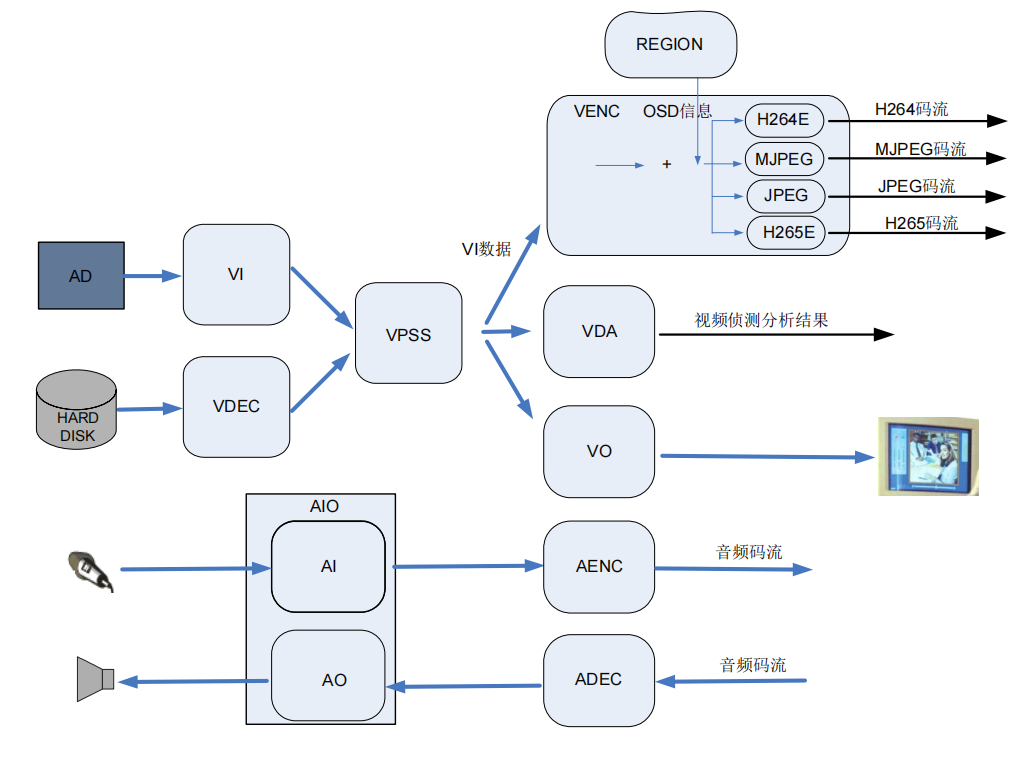 REGION
VENC OSD信息
H264E
H264码流
MJPEG
MJPEG码流
JPEG
JPEG码流
H265E
H265码流
VI数据
AD
VI
VPSS
VDA
视频侦测分析结果
HARD
DISK
VDEC
VO
AIO
AI
AENC
音频码流
AO
ADEC
音频码流